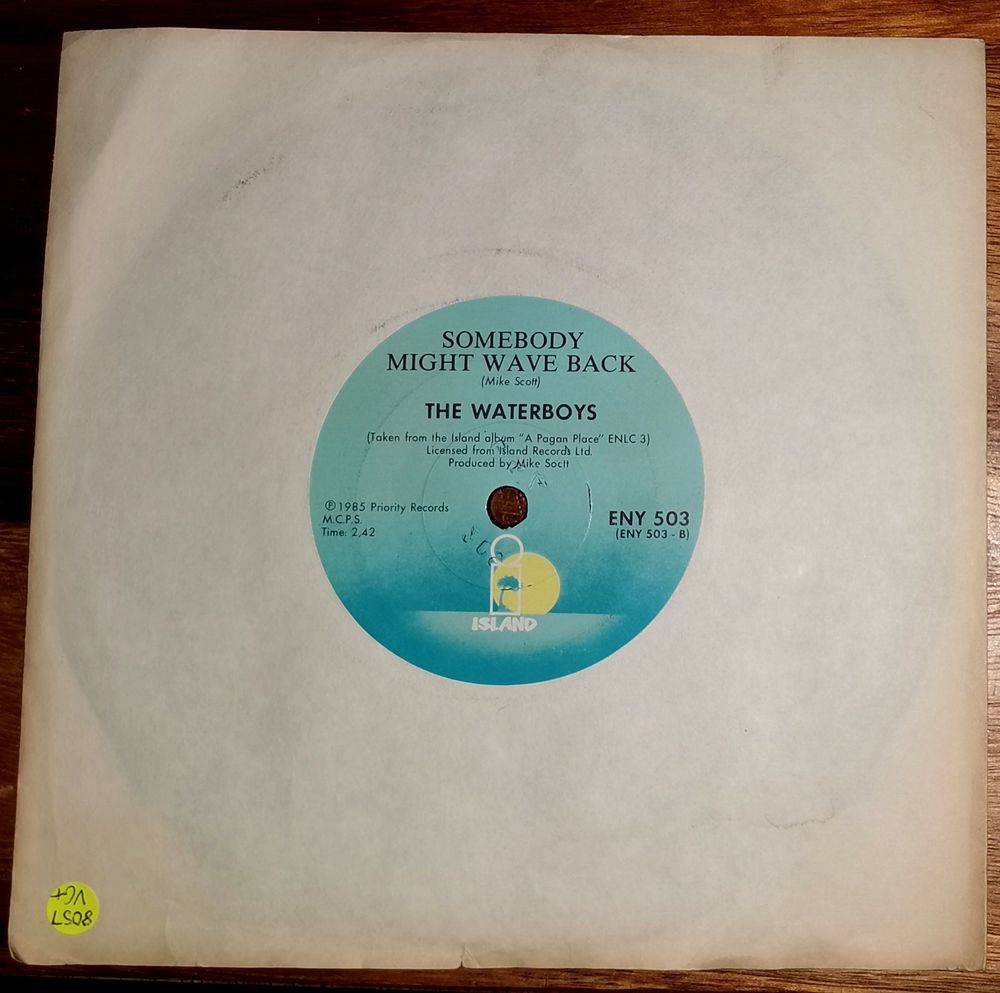 SOMEBODY
MIGHT WAVE BACK
(Mike Scott)
THE WATERBOYS
(Taken from the Island album "A Pagan Place" ENLC 3)
Licensed from Island Records Ltd.
Produced by Mike Soctt
℗ 1985 Priority Records
M.C.P.S.
Time: 2,42
ENY 503
(ENY 503 - B)
ISLAND
VG+